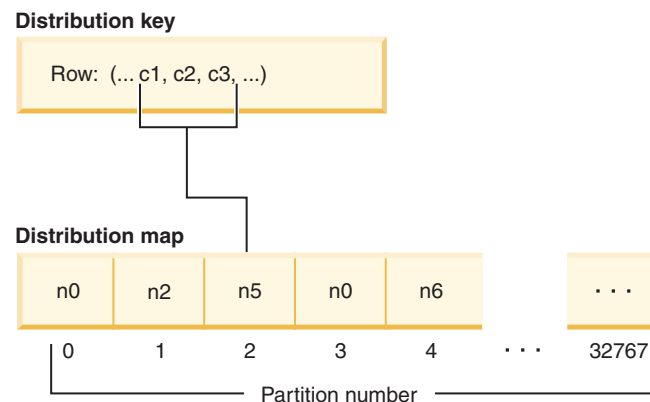 Distribution key
Row: (... c1, c2, c3, ...)
Distribution map
n0 n2 n5 n0 n6 ...
0 1 2 3 4 ... 32767
Partition number